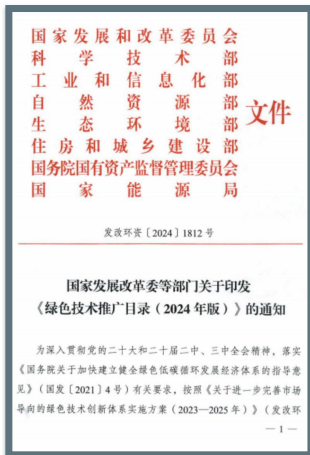 国家发展和改革委员会
科学技术部
工业和信息化部
自然资源部
生态环境部
住房和城乡建设部
国务院国有资产监督管理委员会
国家能源局
文件
发改环资〔2024〕1812号
国家发展改革委等部门关于印发
《绿色技术推广目录（2024年版）》的通知
为深入贯彻党的二十大和二十届二中、三中全会精神，落实
《国务院关于加快建立健全绿色低碳循环发展经济体系的指导意
见》（国发〔2021〕4号）有关要求，按照《关于进一步完善市场
导向的绿色技术创新体系实施方案（2023—2025年）》（发改环
— 1 —